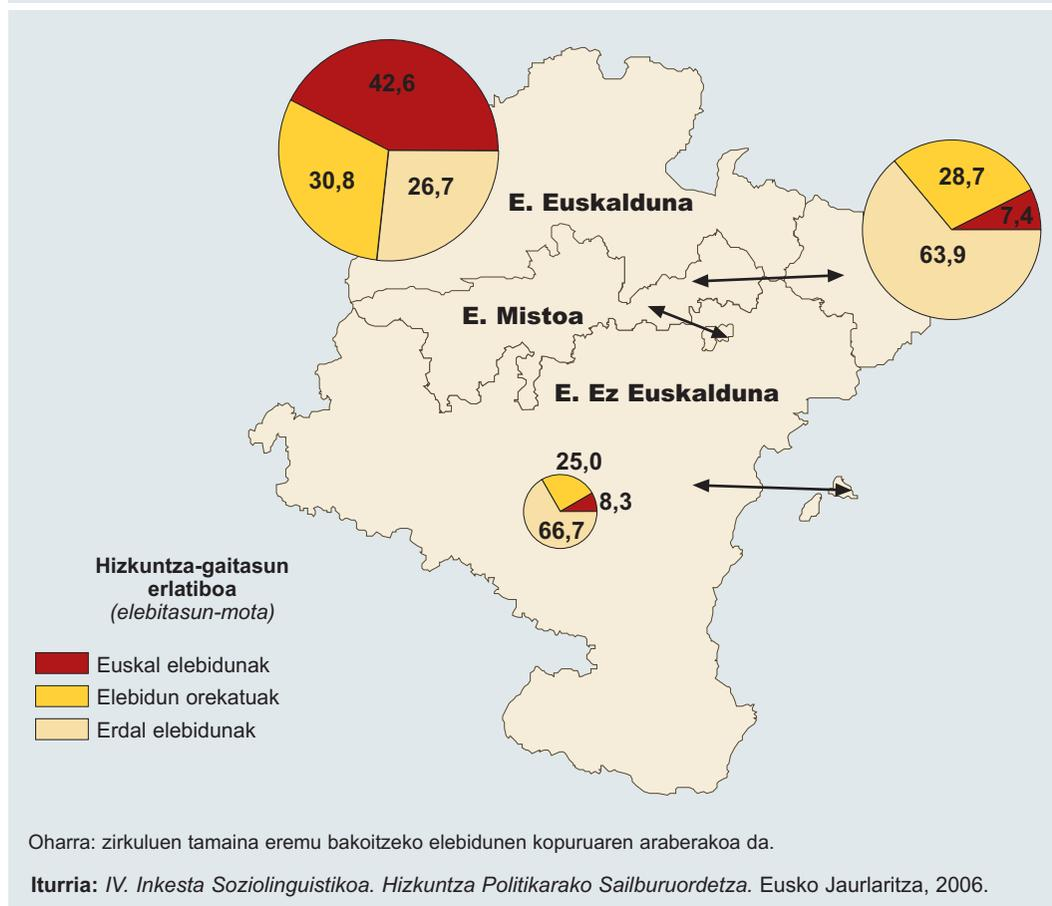 42,6
30,8
26,7
28,7
7,4
63,9
E. Euskalduna
E. Mistoa
E. Ez Euskalduna
25,0
8,3
66,7
Hizkuntza-gaitasun
erlatiboa
(elebitasun-mota)
Euskal elebidunak
Elebidun orekatuak
Erdal elebidunak
Oharra: zirkuluen tamaina eremu bakoitzeko elebidunen kopuruaren araberakoa da.
Iturria: IV. Inkesta Soziolinguistikoa. Hizkuntza Politikarako Sailburuordetza. Eusko Jaurlaritza, 2006.